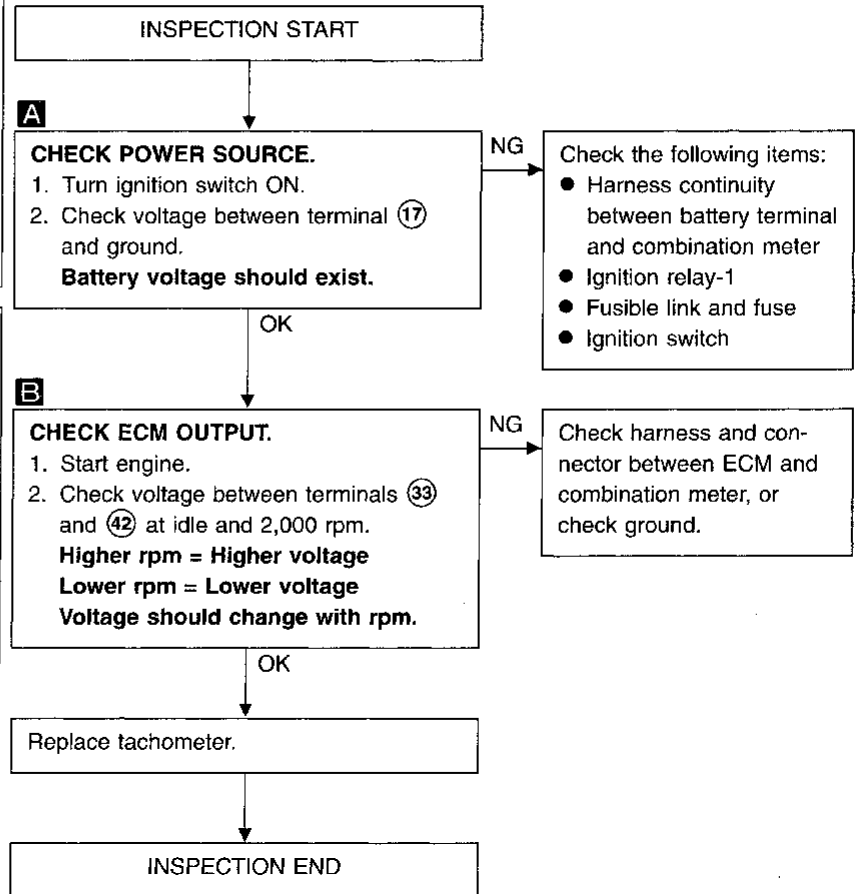 INSPECTION START
A
CHECK POWER SOURCE.
1. Turn ignition switch ON.
2. Check voltage between terminal ⑰
and ground.
Battery voltage should exist.
NG
Check the following items:
● Harness continuity
between battery terminal
and combination meter
● Ignition relay-1
● Fusible link and fuse
● Ignition switch
OK
B
CHECK ECM OUTPUT.
1. Start engine.
2. Check voltage between terminals ㉝
and ㊷ at idle and 2,000 rpm.
Higher rpm = Higher voltage
Lower rpm = Lower voltage
Voltage should change with rpm.
NG
Check harness and con-
nector between ECM and
combination meter, or
check ground.
OK
Replace tachometer.
INSPECTION END